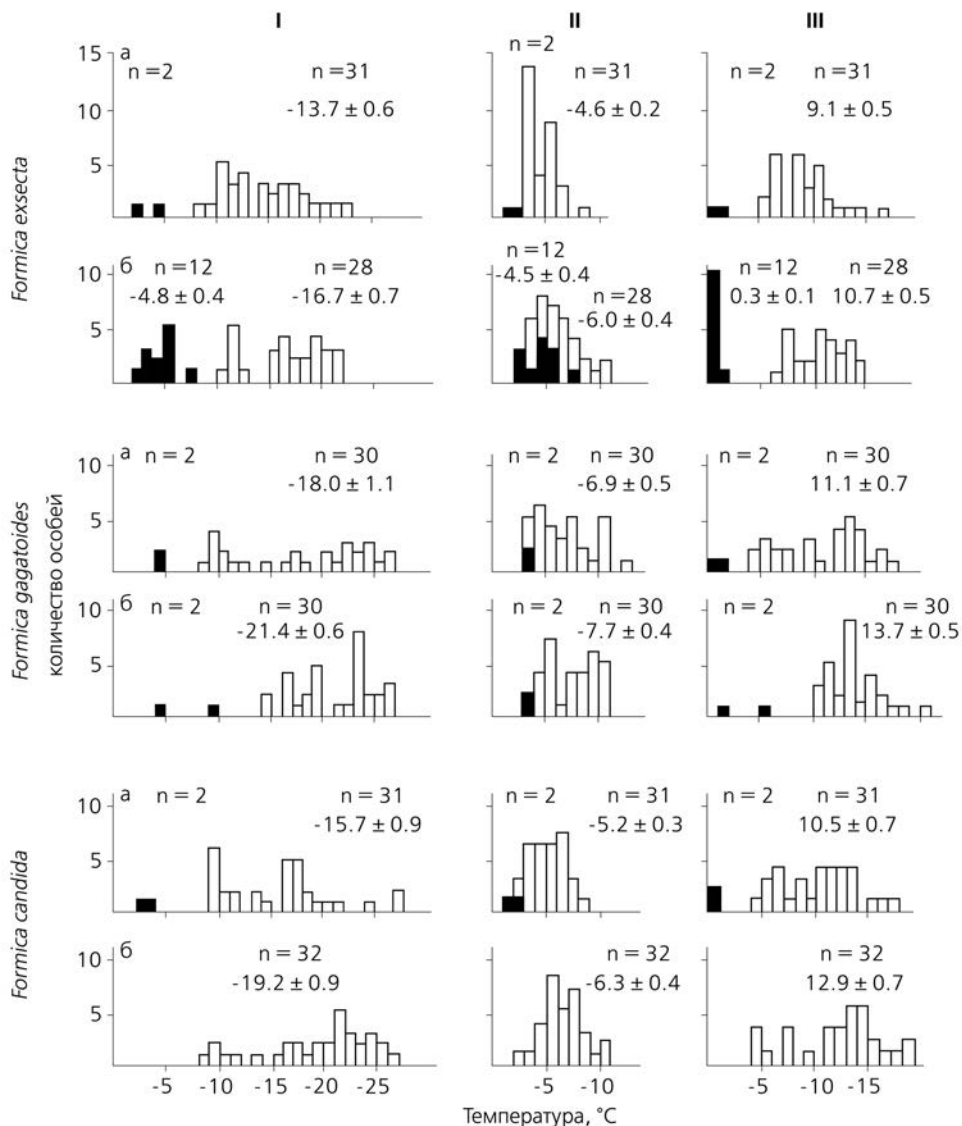 I II III
Formica exsecta
а
15
10
5
n =2 n =31
-13.7 ± 0.6
n =2
n =31
-4.6 ± 0.2
n =2 n =31
9.1 ± 0.5
б
10
5
n =12 n =28
-4.8 ± 0.4 -16.7 ± 0.7
n =12
-4.5 ± 0.4
n =28
-6.0 ± 0.4
n =12 n =28
0.3 ± 0.1 10.7 ± 0.5
Formica gagatoides
количество особей
а
10
5
n = 2 n = 30
-18.0 ± 1.1
n = 2 n = 30
-6.9 ± 0.5
n = 2 n = 30
11.1 ± 0.7
б
10
5
n = 2 n = 30
-21.4 ± 0.6
n = 2 n = 30
-7.7 ± 0.4
n = 2 n = 30
13.7 ± 0.5
Formica candida
а
10
5
n = 2 n = 31
-15.7 ± 0.9
n = 2 n = 31
-5.2 ± 0.3
n = 2 n = 31
10.5 ± 0.7
б
10
5
n = 32
-19.2 ± 0.9
n = 32
-6.3 ± 0.4
n = 32
12.9 ± 0.7
-5 -10 -15 -20 -25
-5 -10
-5 -10 -15
Температура, °C